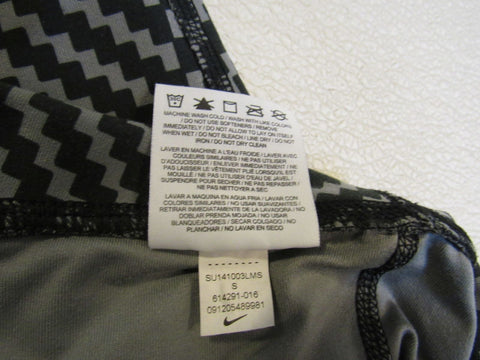 MACHINE WASH COLD / WASH WITH LIKE COLORS
/ DO NOT USE SOFTENERS / REMOVE
IMMEDIATELY / DO NOT ALLOW TO LAY ON ITSELF
WHEN WET / DO NOT BLEACH / LINE DRY / DO NOT
IRON / DO NOT DRY CLEAN
LAVER EN MACHINE A L'EAU FROIDE / LAVER AVEC
COULEURS SIMILAIRES / NE PAS UTILISER
D'ADOUCISSEUR / ENLEVER IMMÉDIATEMENT / NE
PAS LAISSER LE VÊTEMENT PLIÉ LORSQU'IL EST
MOUILLÉ / NE PAS UTILISER D'EAU DE JAVEL /
SUSPENDRE POUR SECHER / NE PAS REPASSER /
NE PAS NETTOYER A SEC
LAVAR A MAQUINA EN AQUA FRIA / LAVAR CON
COLORES SIMILARES / NO USAR SUAVIZANTES /
RETIRAR INMEDIATAMENTE DE LA LAVADORA / NO
DOBLAR PRENDA MOJADA / NO USAR
BLANQUEADORES / SECAR COLGADO / NO
PLANCHAR / NO LAVAR EN SECO
SU141003LMS
S
614291-016
091205489981